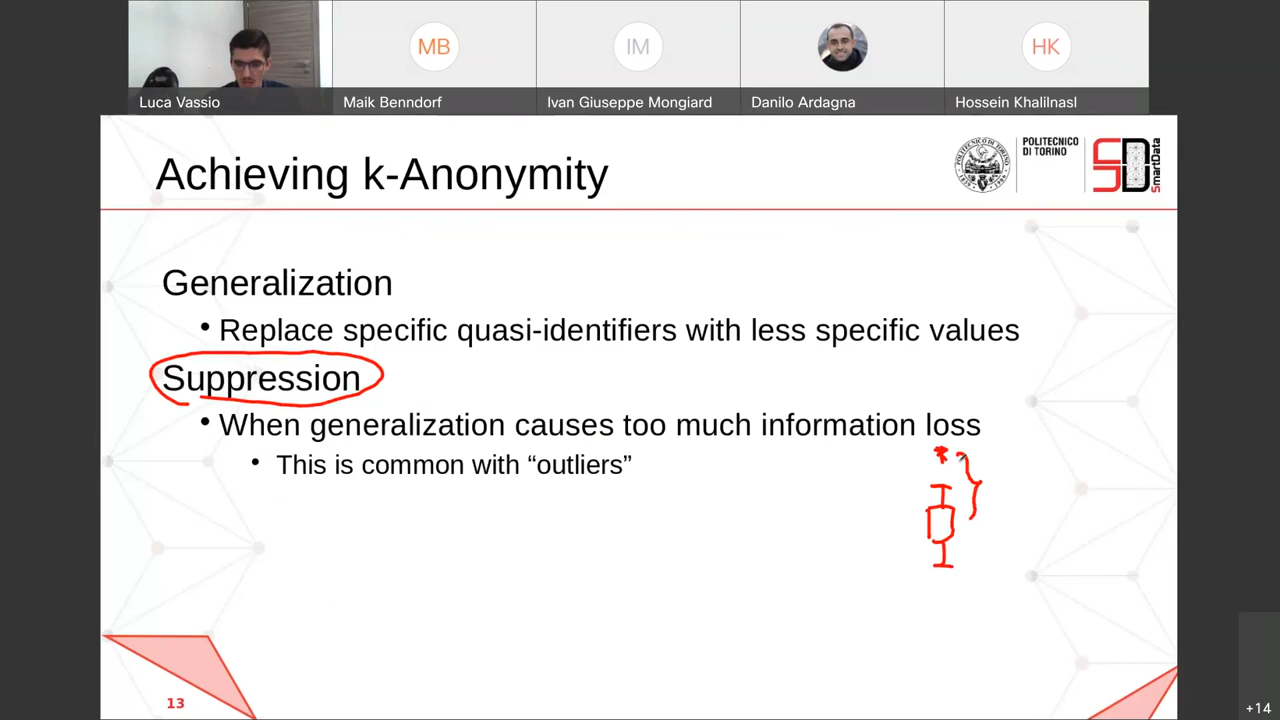 MB
IM
HK
Luca Vassio
Maik Benndorf
Ivan Giuseppe Mongiard
Danilo Ardagna
Hossein Khalilnasl
Achieving k-Anonymity
POLITECNICO
DI TORINO
SmartData
Generalization
• Replace specific quasi-identifiers with less specific values
Suppression
• When generalization causes too much information loss
• This is common with “outliers”
13
+14